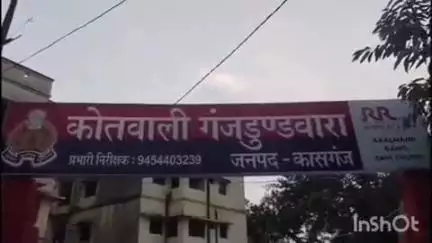 कोतवाली गंजडुण्डवारा
प्रभारी निरीक्षक : 9454403239
जनपद - कासगंज
RR
InShOt